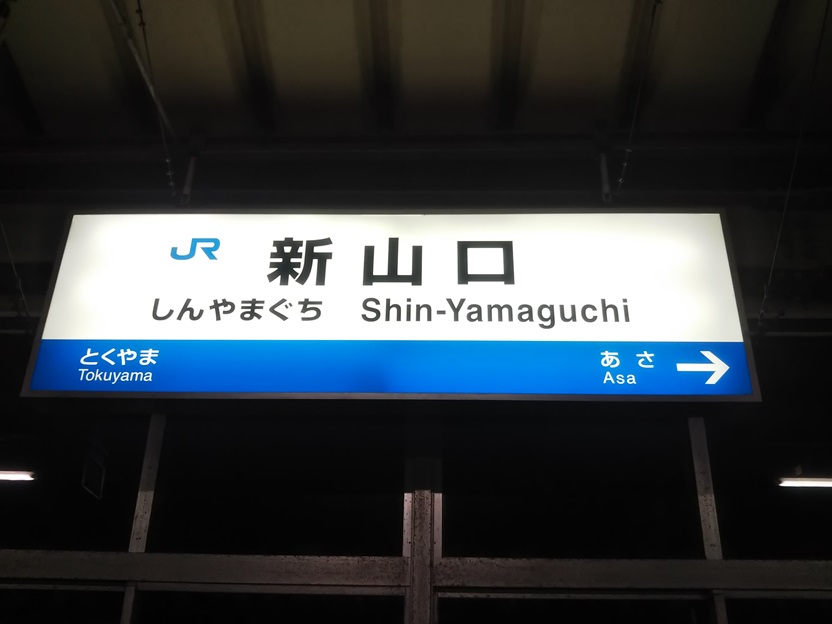 JR 新山口
しんやまぐち Shin-Yamaguchi
とくやま あさ →
Tokuyama Asa